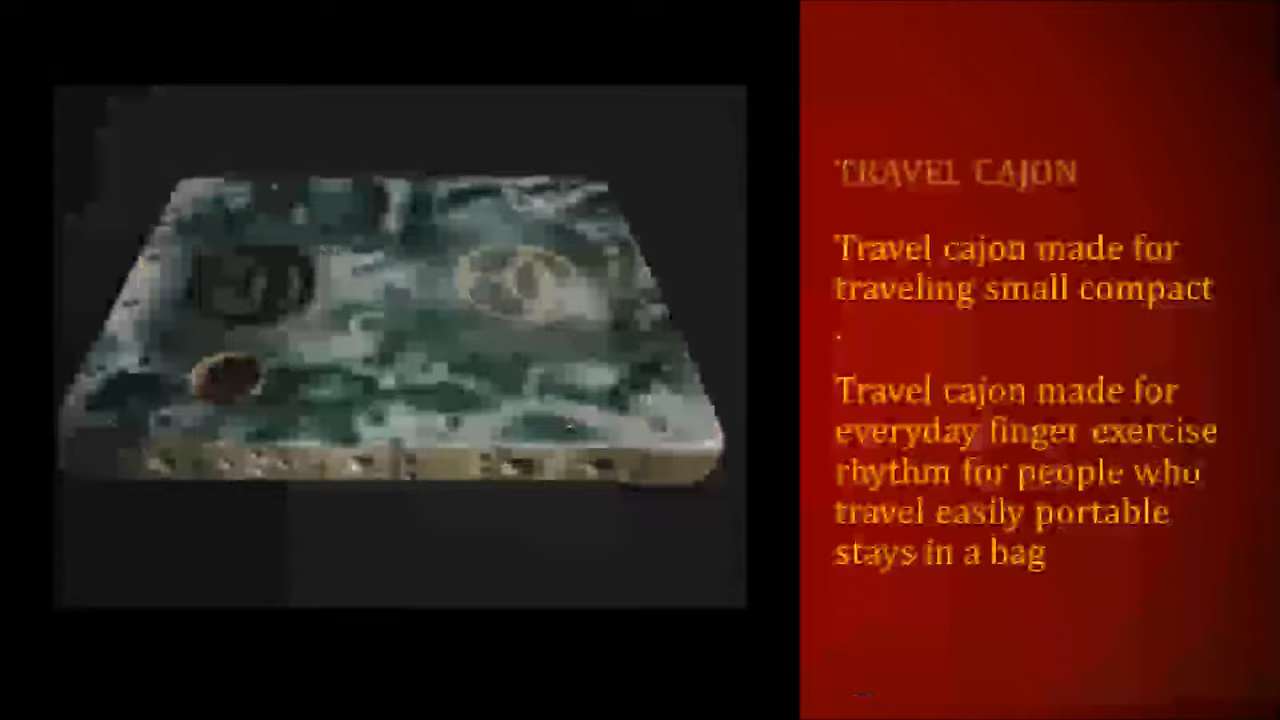 TRAVEL CAJON
Travel cajon made for
traveling small compact
.
Travel cajon made for
everyday finger exercise
rhythm for people who
travel easily portable
stays in a bag